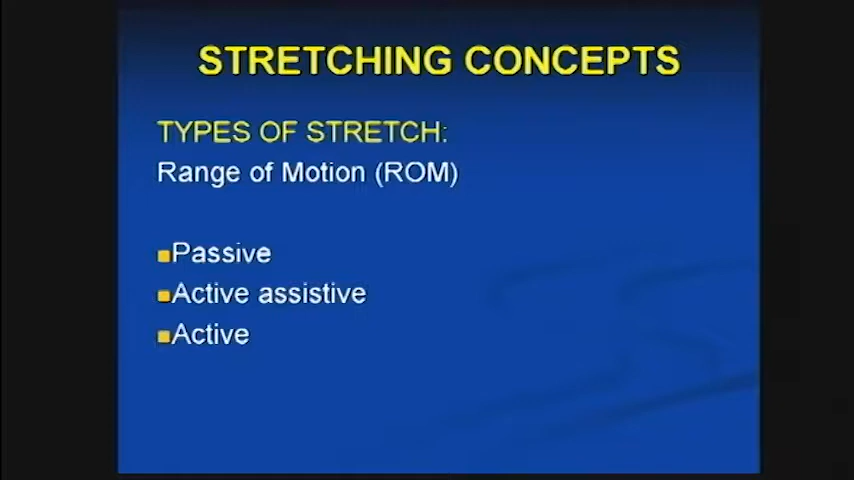 STRETCHING CONCEPTS
TYPES OF STRETCH:
Range of Motion (ROM)
Passive
Active assistive
Active